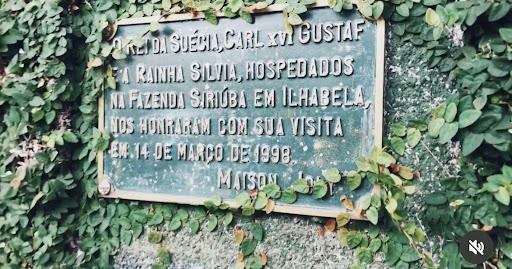 O REI DA SUÉCIA, CARL XVI GUSTAF
E A RAINHA SILVIA, HOSPEDADOS
NA FAZENDA SIRIÚBA EM ILHABELA,
NOS HONRARAM COM SUA VISITA
EM 14 DE MARÇO DE 1998.
MAISON